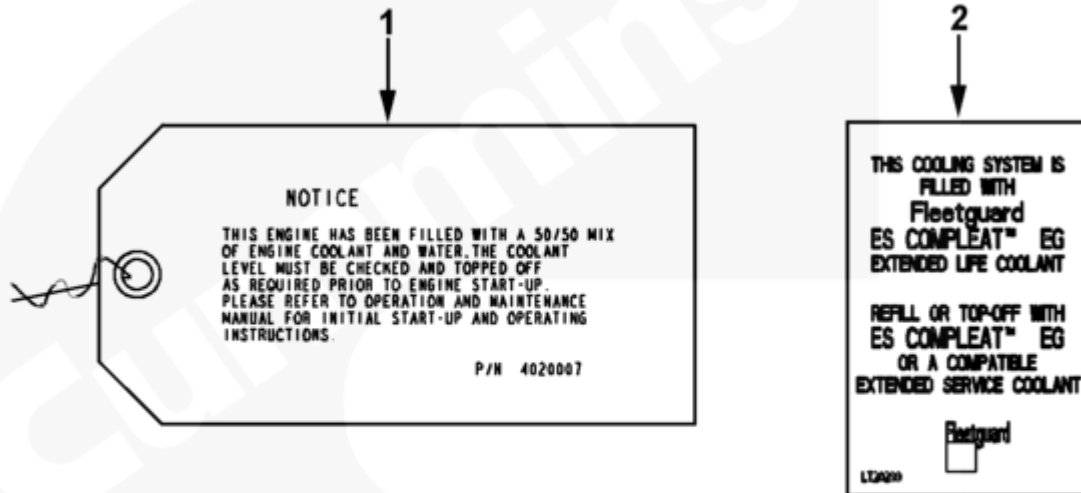 1
NOTICE
THIS ENGINE HAS BEEN FILLED WITH A 50/50 MIX
OF ENGINE COOLANT AND WATER. THE COOLANT
LEVEL MUST BE CHECKED AND TOPPED OFF
AS REQUIRED PRIOR TO ENGINE START-UP.
PLEASE REFER TO OPERATION AND MAINTENANCE
MANUAL FOR INITIAL START-UP AND OPERATING
INSTRUCTIONS.
P/N 4020007
2
THIS COOLING SYSTEM IS
FILLED WITH
Fleetguard
ES COMPLEAT™ EG
EXTENDED LIFE COOLANT
REFILL OR TOP-OFF WITH
ES COMPLEAT™ EG
OR A COMPATIBLE
EXTENDED SERVICE COOLANT
Fleetguard
Cummins